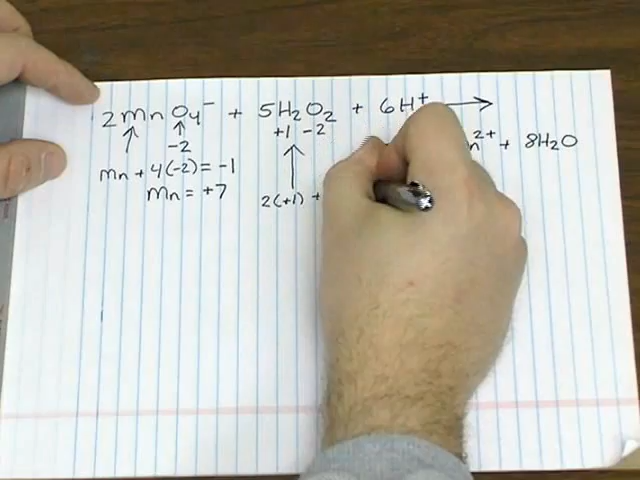 2MnO4⁻ + 5H2O2 + 6H⁺ →
+1 -2
n²⁺ + 8H2O
-2
Mn + 4(-2) = -1
Mn = +7
2(+1) +